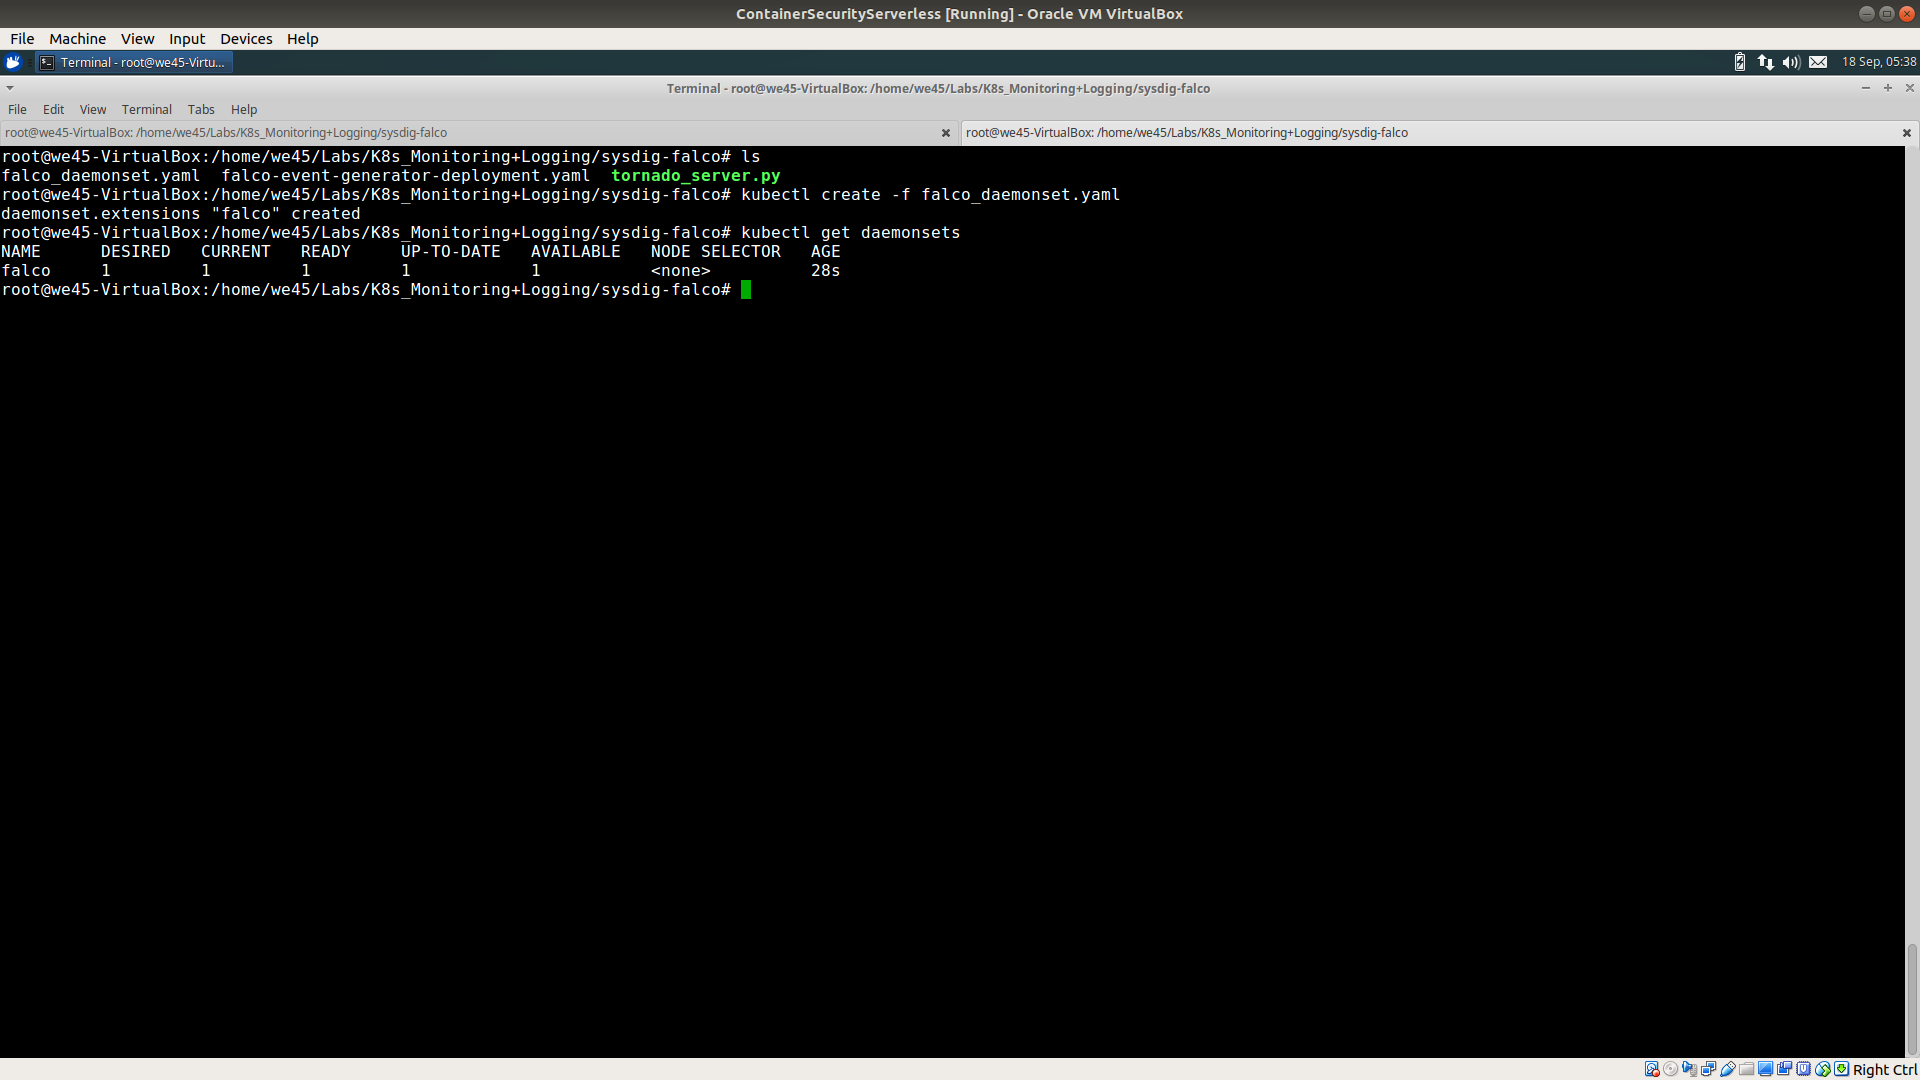 ContainerSecurityServerless [Running] - Oracle VM VirtualBox
File Machine View Input Devices Help
Terminal - root@we45-Virtu...
18 Sep, 05:38
Terminal - root@we45-VirtualBox: /home/we45/Labs/K8s_Monitoring+Logging/sysdig-falco
File Edit View Terminal Tabs Help
root@we45-VirtualBox: /home/we45/Labs/K8s_Monitoring+Logging/sysdig-falco
root@we45-VirtualBox: /home/we45/Labs/K8s_Monitoring+Logging/sysdig-falco
root@we45-VirtualBox:/home/we45/Labs/K8s_Monitoring+Logging/sysdig-falco# ls
falco_daemonset.yaml  falco-event-generator-deployment.yaml  tornado_server.py
root@we45-VirtualBox:/home/we45/Labs/K8s_Monitoring+Logging/sysdig-falco# kubectl create -f falco_daemonset.yaml
daemonset.extensions "falco" created
root@we45-VirtualBox:/home/we45/Labs/K8s_Monitoring+Logging/sysdig-falco# kubectl get daemonsets
NAME      DESIRED   CURRENT   READY     UP-TO-DATE   AVAILABLE   NODE SELECTOR   AGE
falco     1         1         1         1            1           <none>          28s
root@we45-VirtualBox:/home/we45/Labs/K8s_Monitoring+Logging/sysdig-falco#
Right Ctrl